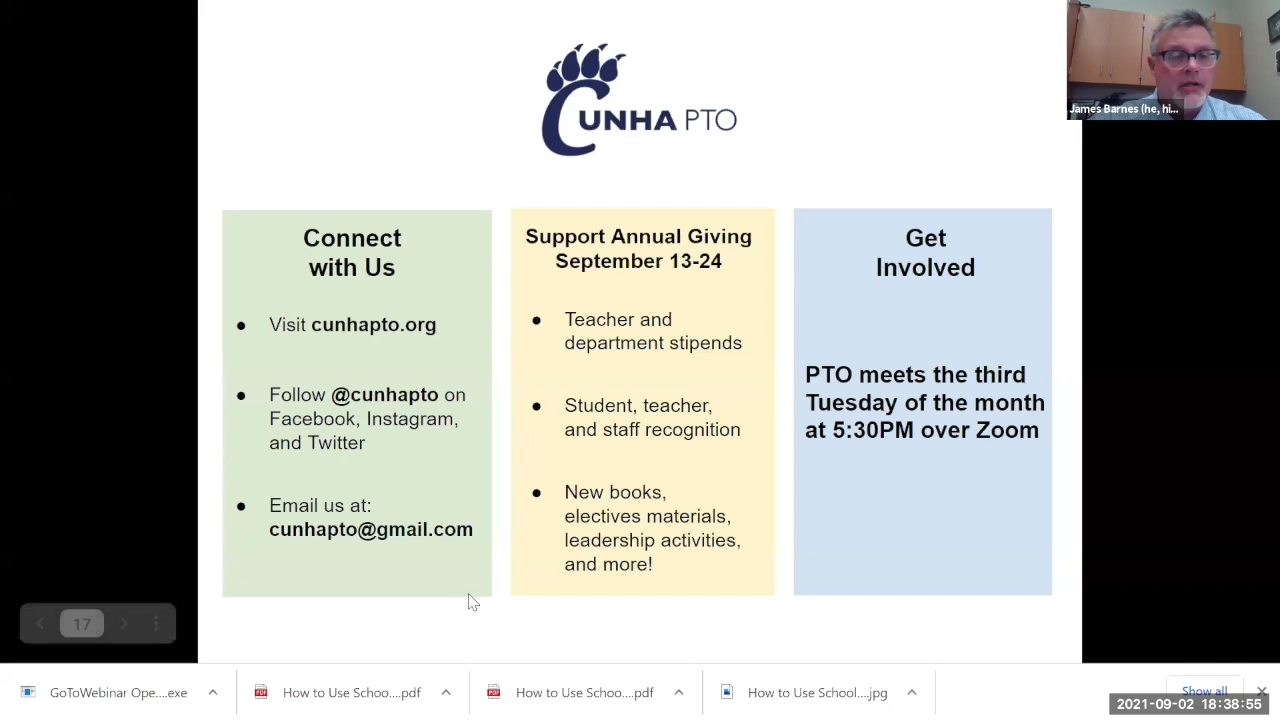 CUNHA PTO
James Barnes (he, hi...
Connect
with Us
● Visit cunhapto.org
● Follow @cunhapto on
Facebook, Instagram,
and Twitter
● Email us at:
cunhapto@gmail.com
Support Annual Giving
September 13-24
● Teacher and
department stipends
● Student, teacher,
and staff recognition
● New books,
electives materials,
leadership activities,
and more!
Get
Involved
PTO meets the third
Tuesday of the month
at 5:30PM over Zoom
17
GoToWebinar Ope....exe
How to Use Schoo....pdf
How to Use Schoo....pdf
How to Use School....jpg
Show all
2021-09-02 18:38:55